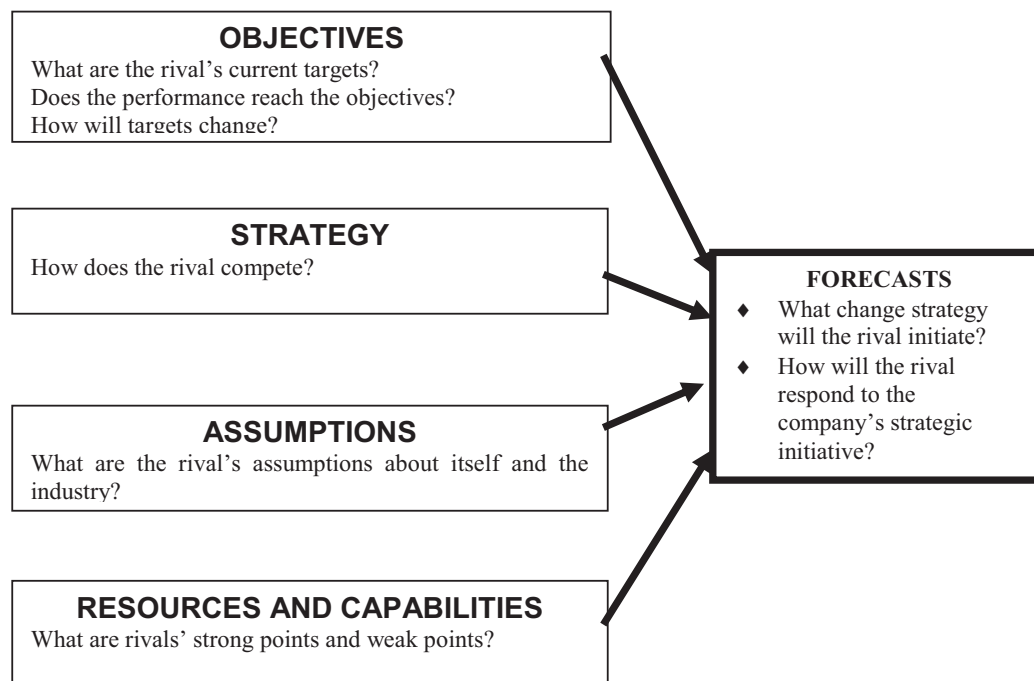 OBJECTIVES
What are the rival’s current targets?
Does the performance reach the objectives?
How will targets change?
STRATEGY
How does the rival compete?
ASSUMPTIONS
What are the rival’s assumptions about itself and the
industry?
RESOURCES AND CAPABILITIES
What are rivals’ strong points and weak points?
FORECASTS
♦ What change strategy
will the rival initiate?
♦ How will the rival
respond to the
company’s strategic
initiative?